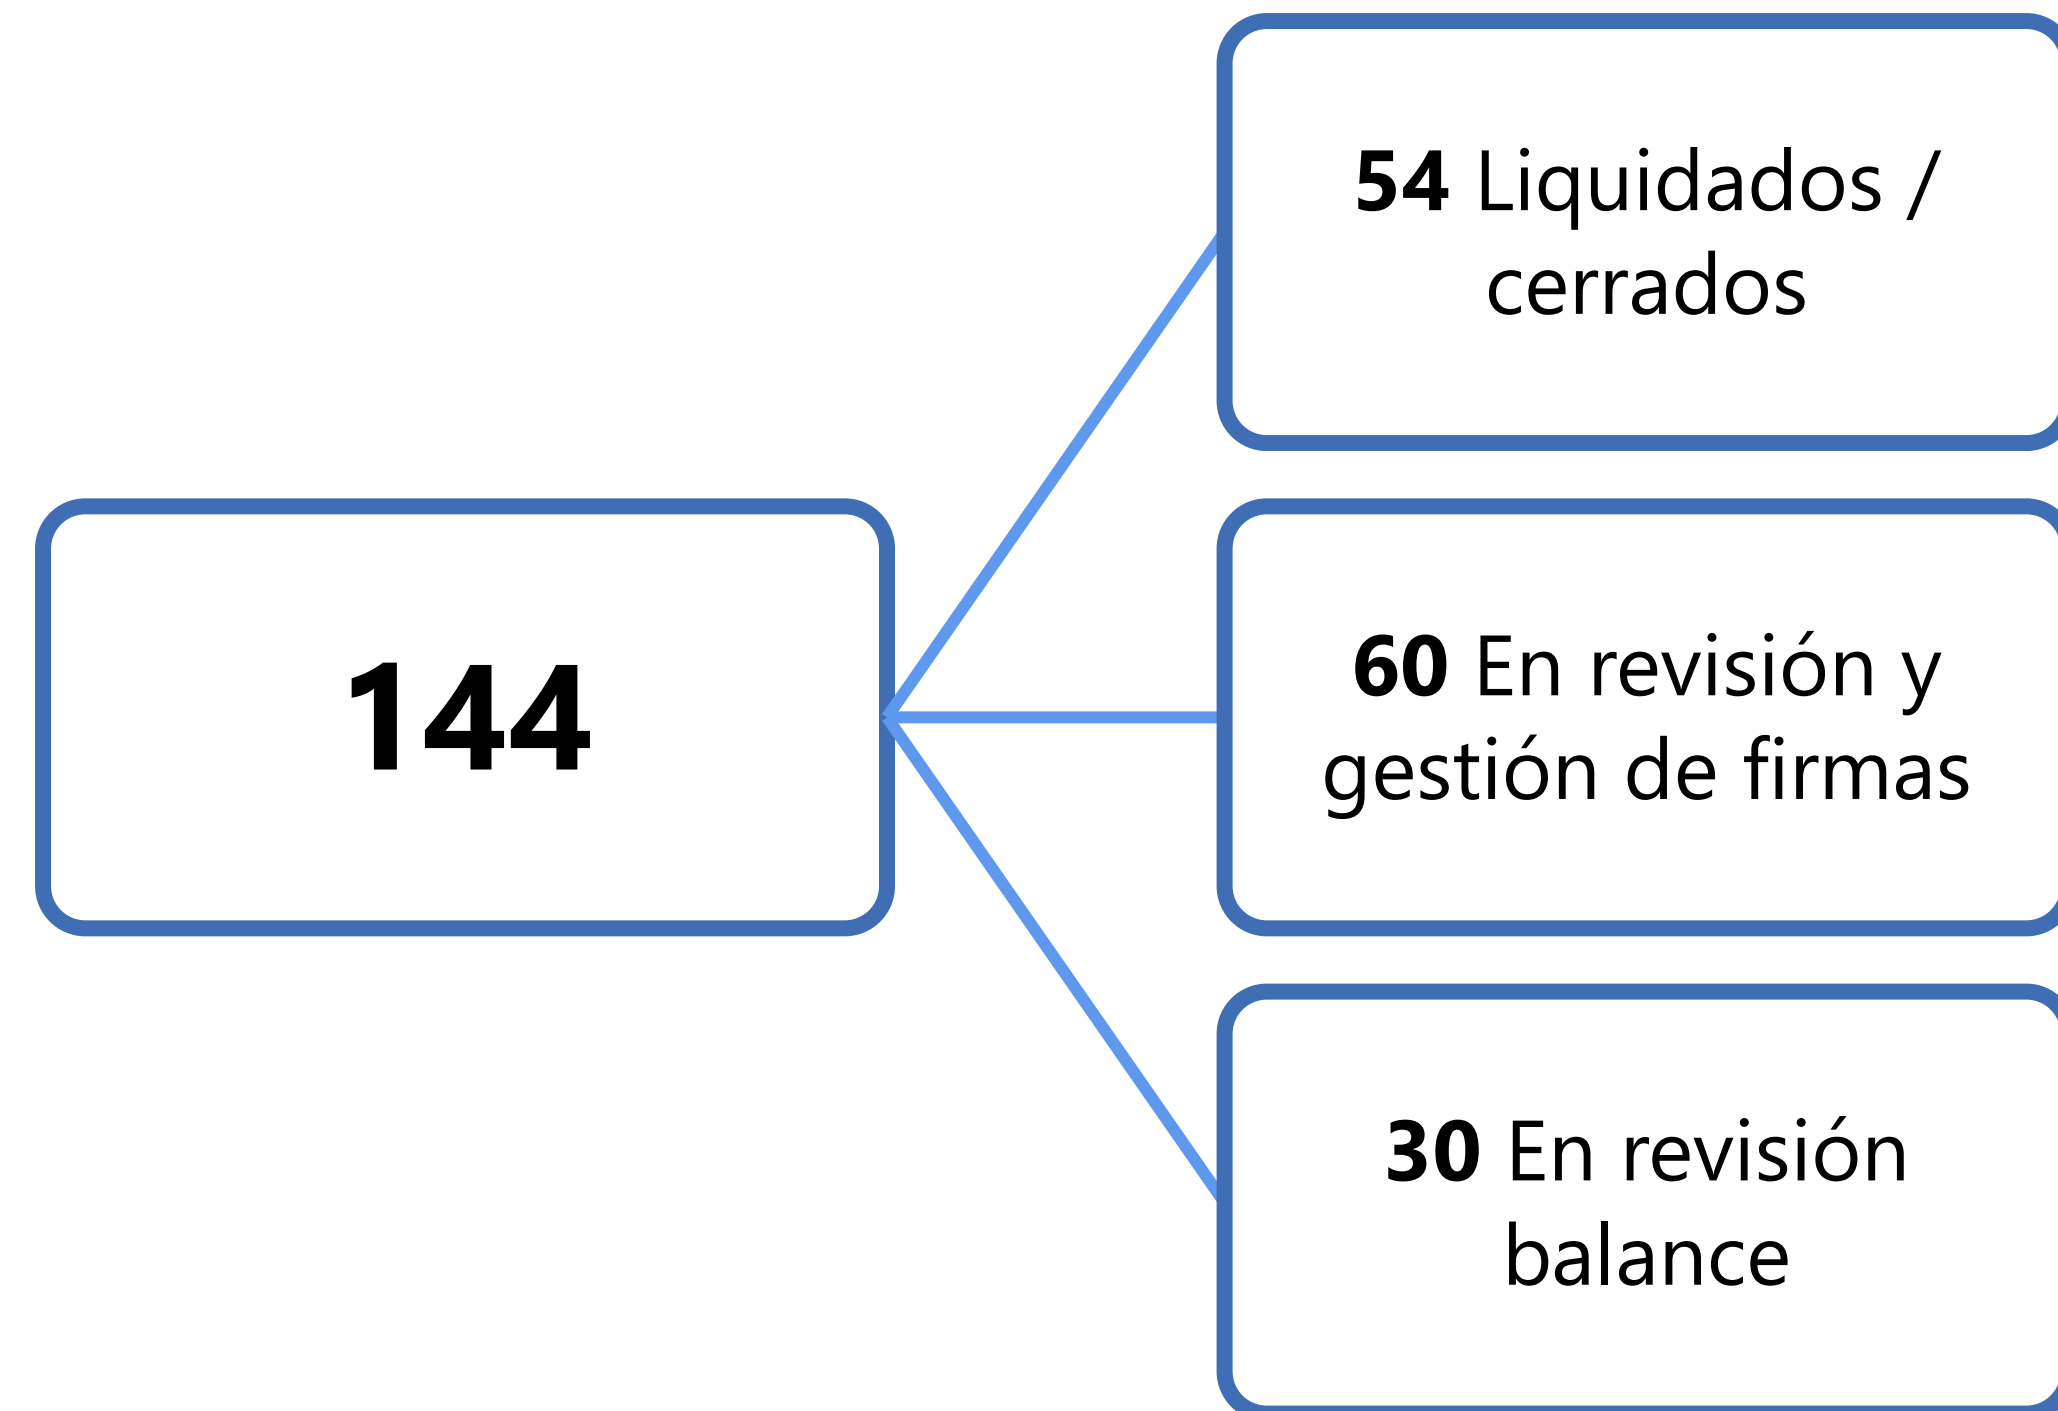 144
54 Liquidados /
cerrados
60 En revisión y
gestión de firmas
30 En revisión
balance